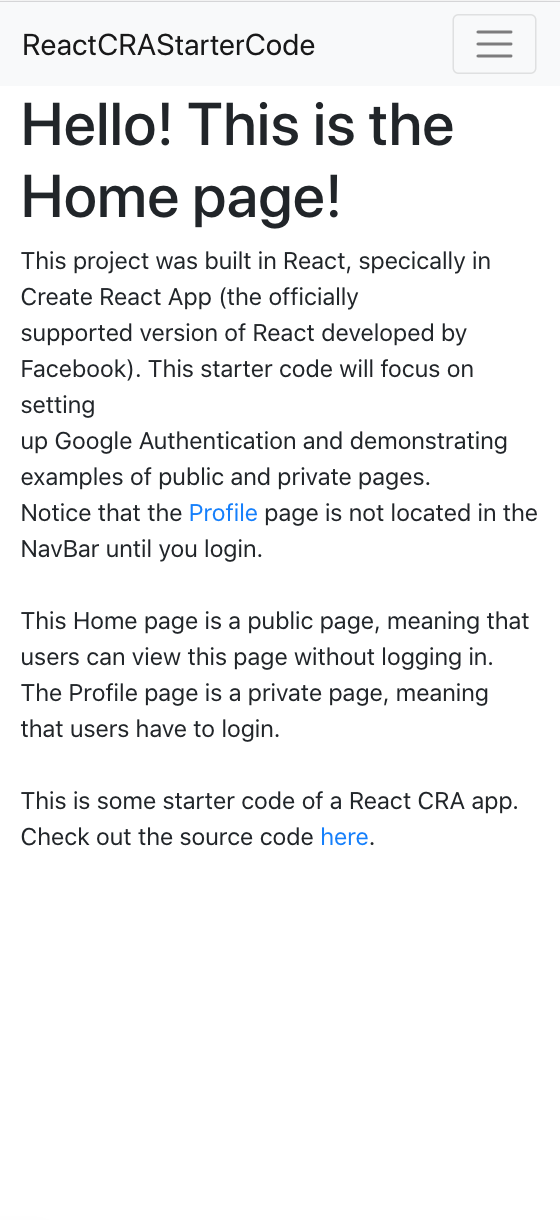 ReactCRAStarterCode
Hello! This is the
Home page!
This project was built in React, specically in
Create React App (the officially
supported version of React developed by
Facebook). This starter code will focus on
setting
up Google Authentication and demonstrating
examples of public and private pages.
Notice that the Profile page is not located in the
NavBar until you login.
This Home page is a public page, meaning that
users can view this page without logging in.
The Profile page is a private page, meaning
that users have to login.
This is some starter code of a React CRA app.
Check out the source code here.